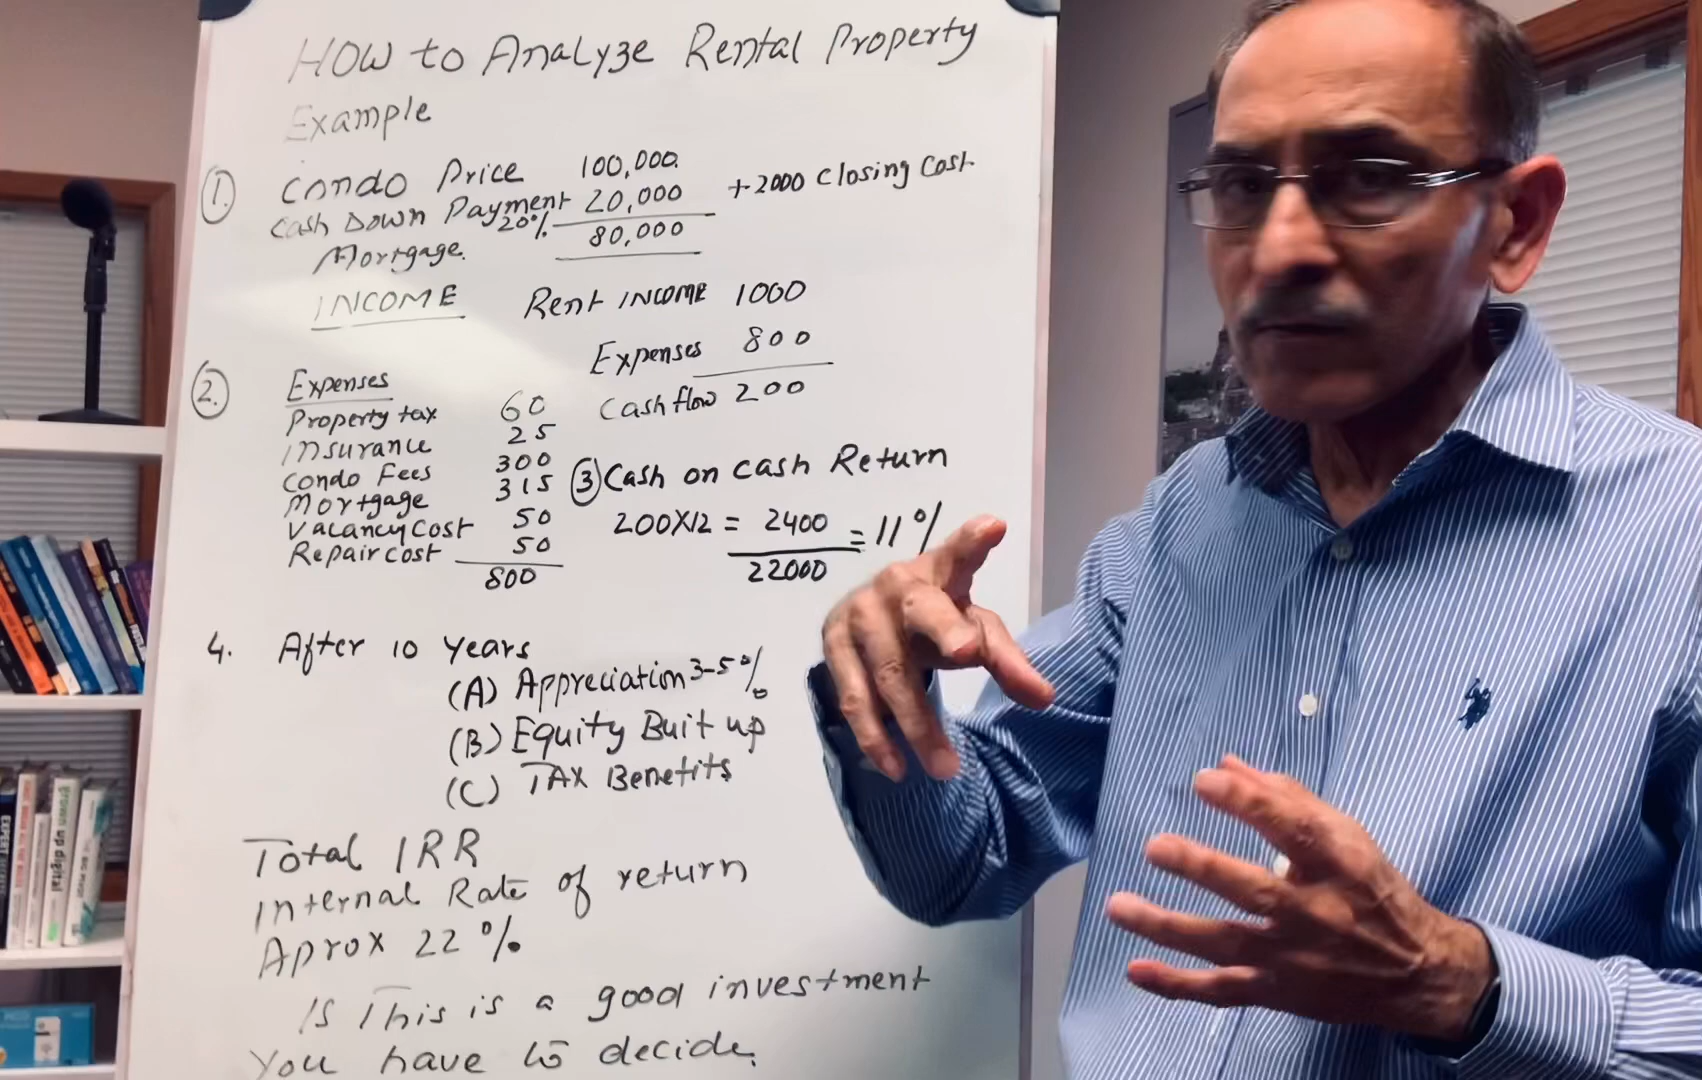 HOW to Analyze Rental Property
Example
1. Condo Price 100,000.
Cash Down Payment 20,000 + 2000 Closing Cost.
20%
Mortgage. 80,000
INCOME Rent INCOME 1000
Expenses 800
Cash flow 200
2. Expenses
Property tax 60
Insurance 25
Condo Fees 300
Mortgage 315
Vacancy Cost 50
Repair cost 50
800
3 Cash on cash Return
200X12 = 2400 = 11%
22000
4. After 10 Years
(A) Appreciation 3-5%
(B) Equity Buit up
(C) TAX Benefits
Total IRR
Internal Rate of return
Aprox 22%.
Is This is a good investment
You have to decide.
grown up digital